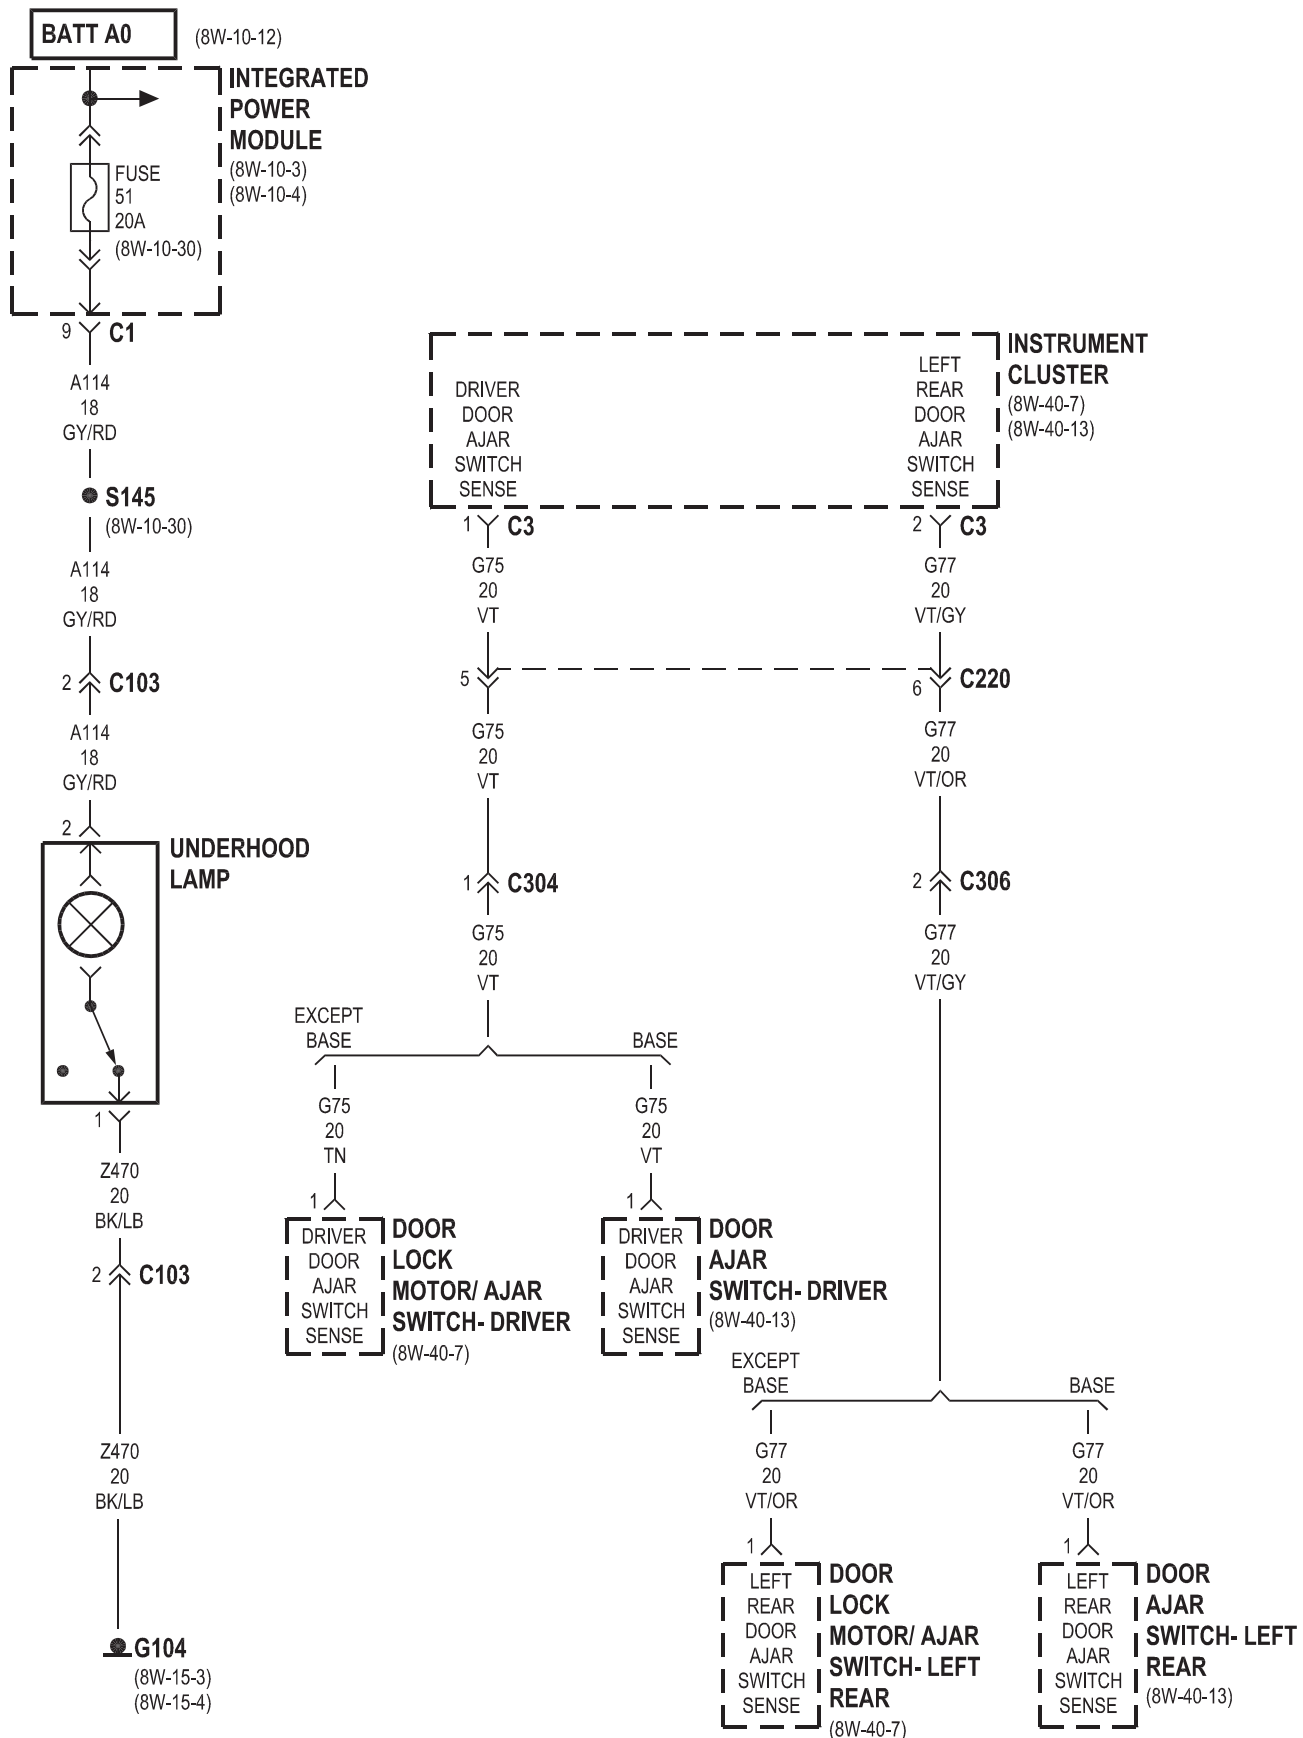 BATT A0
(8W-10-12)
INTEGRATED
POWER
MODULE
(8W-10-3)
(8W-10-4)
FUSE
51
20A
(8W-10-30)
9
C1
A114
18
GY/RD
S145
(8W-10-30)
A114
18
GY/RD
2
C103
A114
18
GY/RD
2
UNDERHOOD
LAMP
1
Z470
20
BK/LB
2
C103
Z470
20
BK/LB
G104
(8W-15-3)
(8W-15-4)
INSTRUMENT
CLUSTER
(8W-40-7)
(8W-40-13)
DRIVER
DOOR
AJAR
SWITCH
SENSE
1
C3
G75
20
VT
5
G75
20
VT
1
C304
G75
20
VT
EXCEPT
BASE
BASE
G75
20
TN
1
DRIVER
DOOR
AJAR
SWITCH
SENSE
DOOR
LOCK
MOTOR/ AJAR
SWITCH- DRIVER
(8W-40-7)
G75
20
VT
1
DRIVER
DOOR
AJAR
SWITCH
SENSE
DOOR
AJAR
SWITCH- DRIVER
(8W-40-13)
LEFT
REAR
DOOR
AJAR
SWITCH
SENSE
2
C3
G77
20
VT/GY
6
C220
G77
20
VT/OR
2
C306
G77
20
VT/GY
EXCEPT
BASE
BASE
G77
20
VT/OR
1
LEFT
REAR
DOOR
AJAR
SWITCH
SENSE
DOOR
LOCK
MOTOR/ AJAR
SWITCH- LEFT
REAR
(8W-40-7)
G77
20
VT/OR
1
LEFT
REAR
DOOR
AJAR
SWITCH
SENSE
DOOR
AJAR
SWITCH- LEFT
REAR
(8W-40-13)